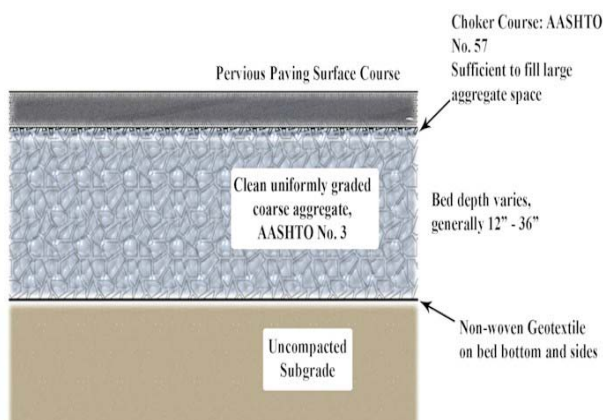 Choker Course: AASHTO
No. 57
Sufficient to fill large
aggregate space
Pervious Paving Surface Course
Clean uniformly graded
coarse aggregate,
AASHTO No. 3
Bed depth varies,
generally 12” - 36”
Non-woven Geotextile
on bed bottom and sides
Uncompacted
Subgrade